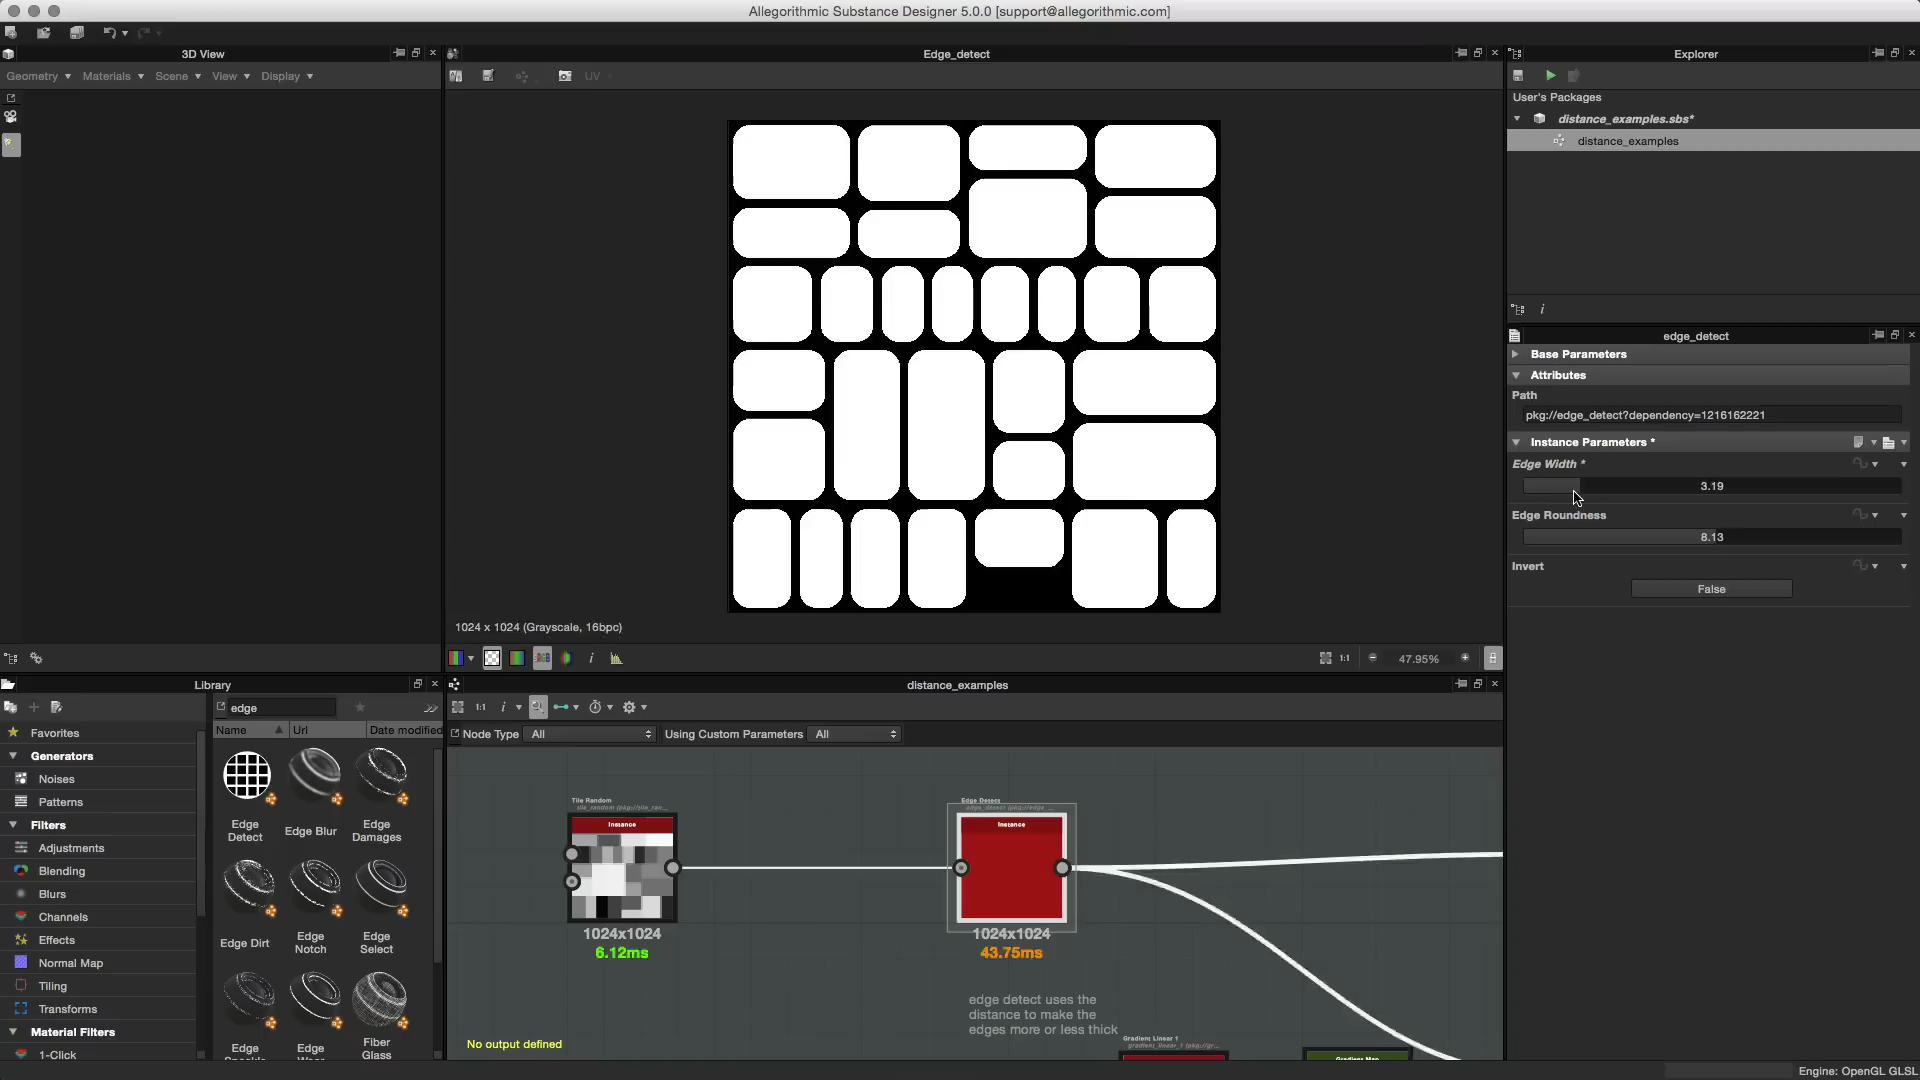 Allegorithmic Substance Designer 5.0.0 [support@allegorithmic.com]
3D View
Edge_detect
Explorer
Geometry
Materials
Scene
View
Display
UV
User's Packages
distance_examples.sbs*
distance_examples
edge_detect
Base Parameters
Attributes
Path
pkg://edge_detect?dependency=1216162221
Instance Parameters *
Edge Width *
3.19
Edge Roundness
8.13
Invert
False
1024 x 1024 (Grayscale, 16bpc)
1:1
47.95%
Library
distance_examples
edge
1:1
Name
Url
Date modified
Node Type
All
Using Custom Parameters
All
Favorites
Generators
Noises
Patterns
Filters
Adjustments
Blending
Blurs
Channels
Effects
Normal Map
Tiling
Transforms
Material Filters
1-Click
Edge Detect
Edge Blur
Edge Damages
Edge Dirt
Edge Notch
Edge Select
Edge
Edge
Fiber Glass
Tile Random
Instance
1024x1024
6.12ms
Edge Detect
Instance
1024x1024
43.75ms
edge detect uses the
distance to make the
edges more or less thick
Gradient Linear 1
Gradient Map
No output defined
Engine: OpenGL GLSL